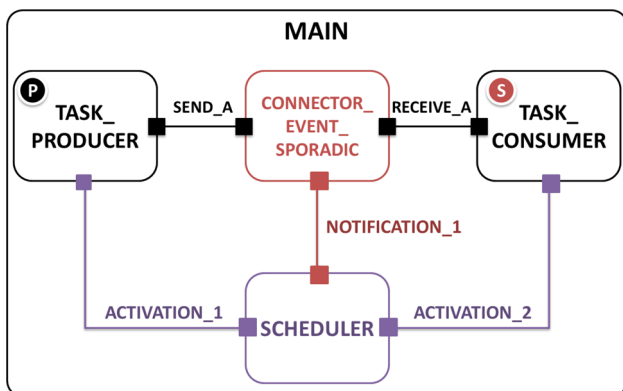 MAIN
P
TASK_
PRODUCER
SEND_A
CONNECTOR_
EVENT_
SPORADIC
RECEIVE_A
S
TASK_
CONSUMER
NOTIFICATION_1
ACTIVATION_1
SCHEDULER
ACTIVATION_2